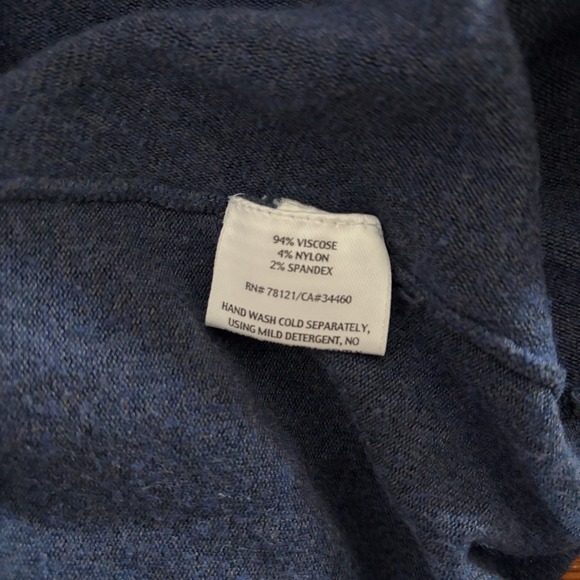 94% VISCOSE
4% NYLON
2% SPANDEX
RN# 78121/CA#34460
HAND WASH COLD SEPARATELY,
USING MILD DETERGENT, NO